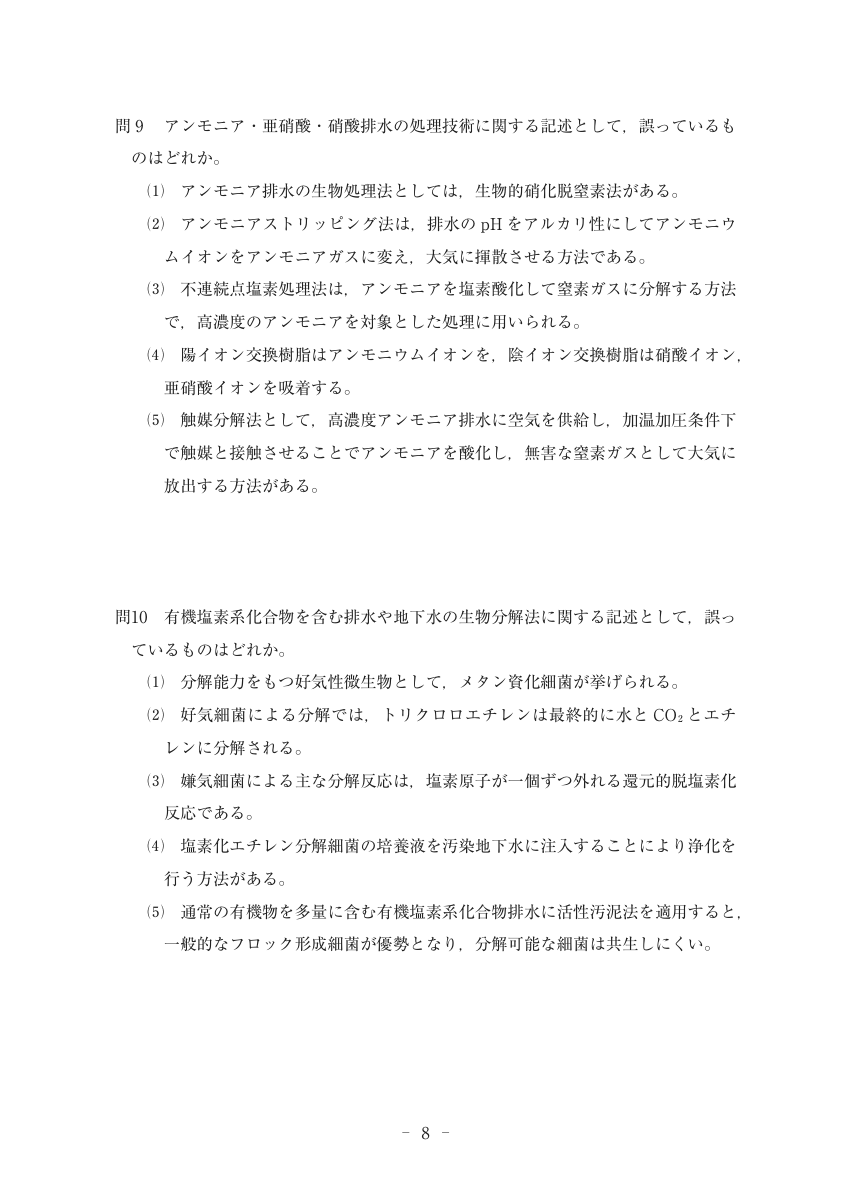 問9　アンモニア・亜硝酸・硝酸排水の処理技術に関する記述として，誤っているも
のはどれか。
⑴　アンモニア排水の生物処理法としては，生物的硝化脱窒素法がある。
⑵　アンモニアストリッピング法は，排水の pH をアルカリ性にしてアンモニウ
ムイオンをアンモニアガスに変え，大気に揮散させる方法である。
⑶　不連続点塩素処理法は，アンモニアを塩素酸化して窒素ガスに分解する方法
で，高濃度のアンモニアを対象とした処理に用いられる。
⑷　陽イオン交換樹脂はアンモニウムイオンを，陰イオン交換樹脂は硝酸イオン，
亜硝酸イオンを吸着する。
⑸　触媒分解法として，高濃度アンモニア排水に空気を供給し，加温加圧条件下
で触媒と接触させることでアンモニアを酸化し，無害な窒素ガスとして大気に
放出する方法がある。
問10　有機塩素系化合物を含む排水や地下水の生物分解法に関する記述として，誤っ
ているものはどれか。
⑴　分解能力をもつ好気性微生物として，メタン資化細菌が挙げられる。
⑵　好気細菌による分解では，トリクロロエチレンは最終的に水と CO₂ とエチ
レンに分解される。
⑶　嫌気細菌による主な分解反応は，塩素原子が一個ずつ外れる還元的脱塩素化
反応である。
⑷　塩素化エチレン分解細菌の培養液を汚染地下水に注入することにより浄化を
行う方法がある。
⑸　通常の有機物を多量に含む有機塩素系化合物排水に活性汚泥法を適用すると，
一般的なフロック形成細菌が優勢となり，分解可能な細菌は共生しにくい。
- 8 -